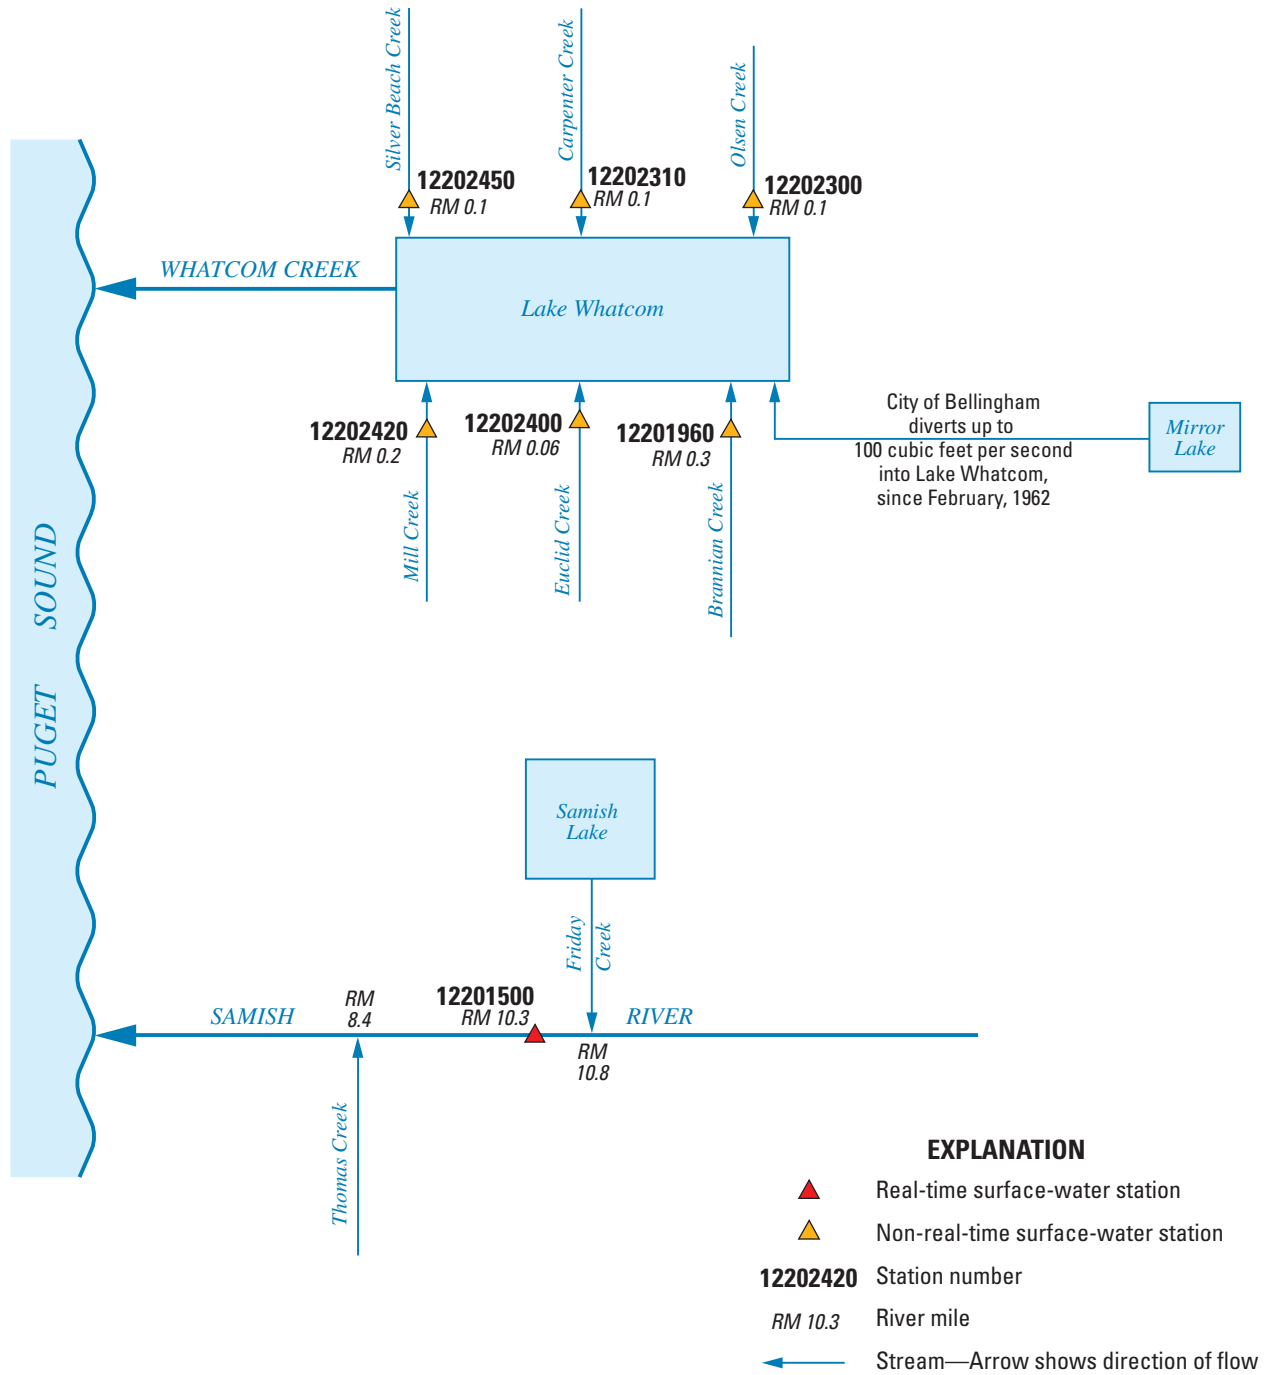 Silver Beach Creek
Carpenter Creek
Olsen Creek
12202450
RM 0.1
12202310
RM 0.1
12202300
RM 0.1
WHATCOM CREEK
Lake Whatcom
12202420
RM 0.2
12202400
RM 0.06
12201960
RM 0.3
City of Bellingham
diverts up to
100 cubic feet per second
into Lake Whatcom,
since February, 1962
Mirror
Lake
Mill Creek
Euclid Creek
Brannian Creek
PUGET SOUND
Samish
Lake
Friday
Creek
SAMISH
RM
8.4
12201500
RM 10.3
RIVER
RM
10.8
Thomas Creek
EXPLANATION
Real-time surface-water station
Non-real-time surface-water station
12202420 Station number
RM 10.3 River mile
Stream—Arrow shows direction of flow